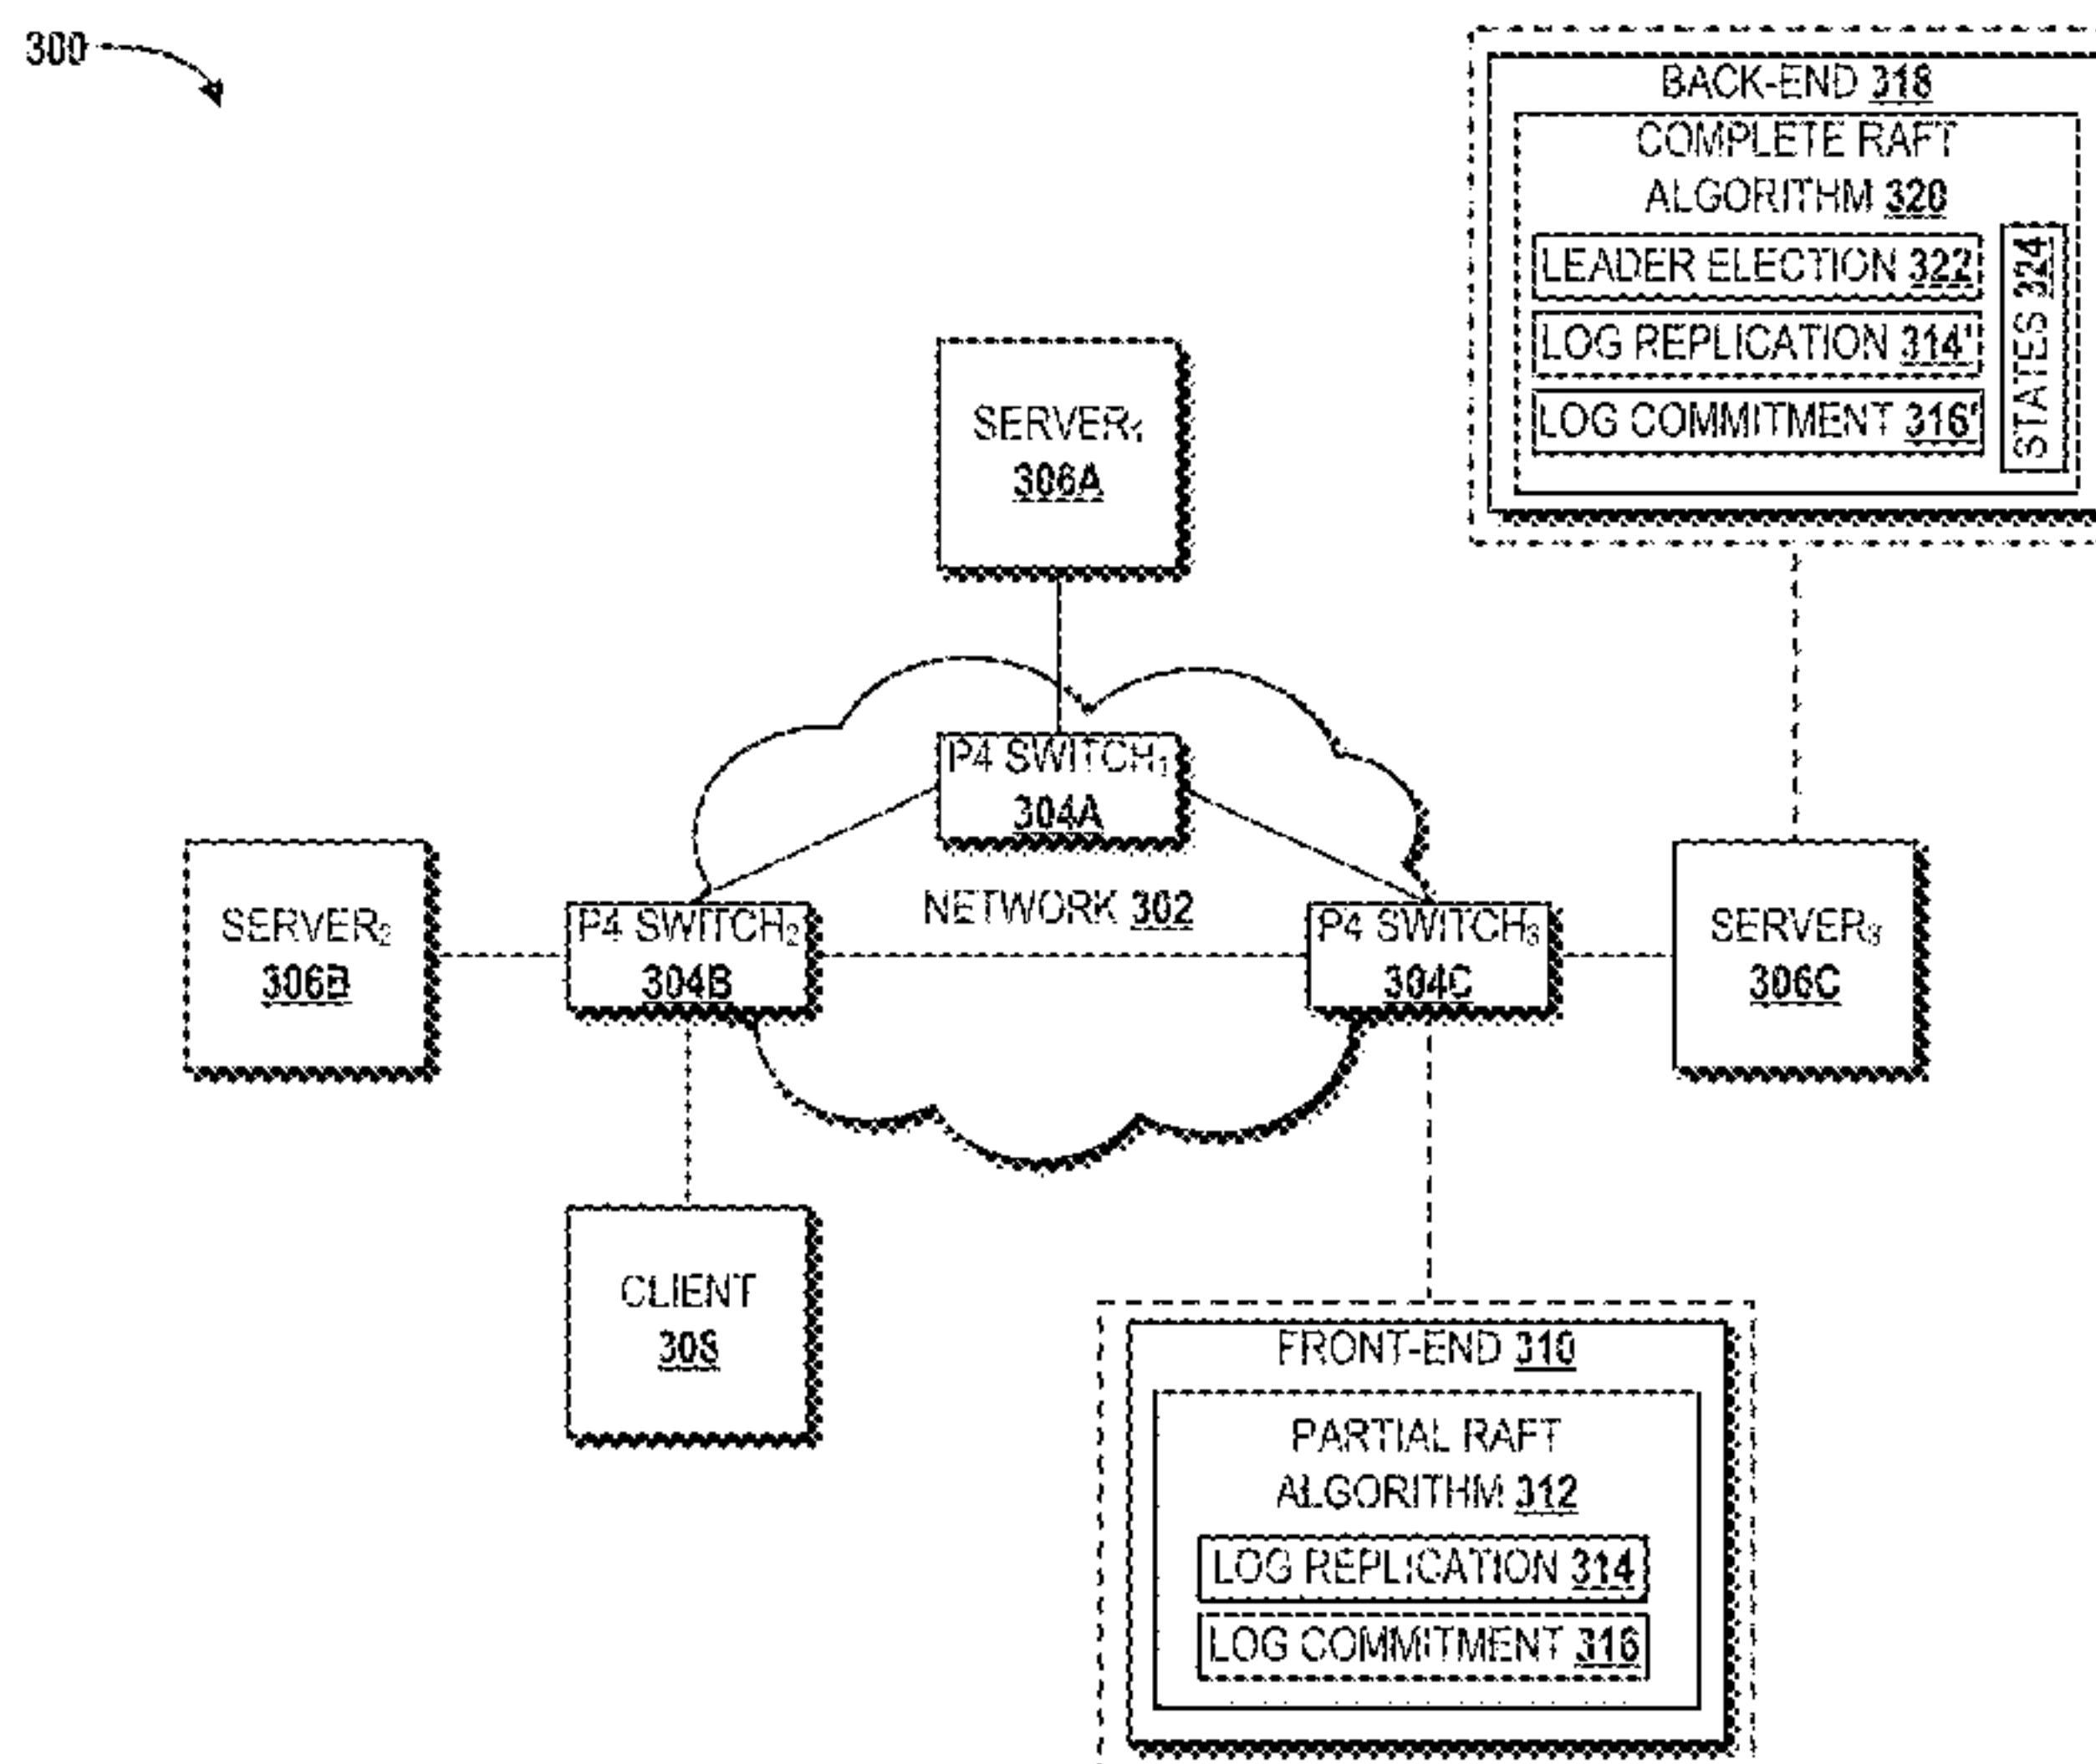 300
BACK-END 318
COMPLETE RAFT
ALGORITHM 320
LEADER ELECTION 322
LOG REPLICATION 314'
LOG COMMITMENT 316'
STATES 324
SERVER₁
306A
P4 SWITCH₁
304A
NETWORK 302
SERVER₂
306B
P4 SWITCH₂
304B
P4 SWITCH₃
304C
SERVER₃
306C
CLIENT
308
FRONT-END 310
PARTIAL RAFT
ALGORITHM 312
LOG REPLICATION 314
LOG COMMITMENT 316